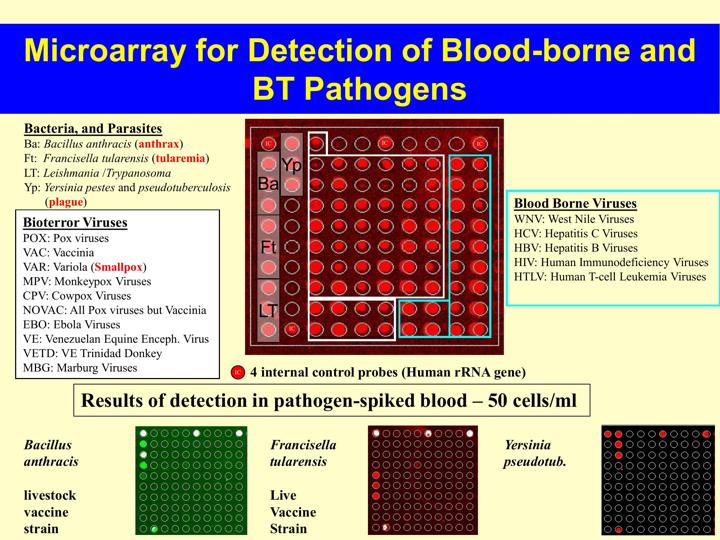 Microarray for Detection of Blood-borne and
BT Pathogens
Bacteria, and Parasites
Ba: Bacillus anthracis (anthrax)
Ft: Francisella tularensis (tularemia)
LT: Leishmania /Trypanosoma
Yp: Yersinia pestes and pseudotuberculosis
(plague)
Bioterror Viruses
POX: Pox viruses
VAC: Vaccinia
VAR: Variola (Smallpox)
MPV: Monkeypox Viruses
CPV: Cowpox Viruses
NOVAC: All Pox viruses but Vaccinia
EBO: Ebola Viruses
VE: Venezuelan Equine Enceph. Virus
VETD: VE Trinidad Donkey
MBG: Marburg Viruses
IC IC IC
Yp
Ba
Ft
LT
IC
Blood Borne Viruses
WNV: West Nile Viruses
HCV: Hepatitis C Viruses
HBV: Hepatitis B Viruses
HIV: Human Immunodeficiency Viruses
HTLV: Human T-cell Leukemia Viruses
IC 4 internal control probes (Human rRNA gene)
Results of detection in pathogen-spiked blood – 50 cells/ml
Bacillus
anthracis
livestock
vaccine
strain
Francisella
tularensis
Live
Vaccine
Strain
Yersinia
pseudotub.